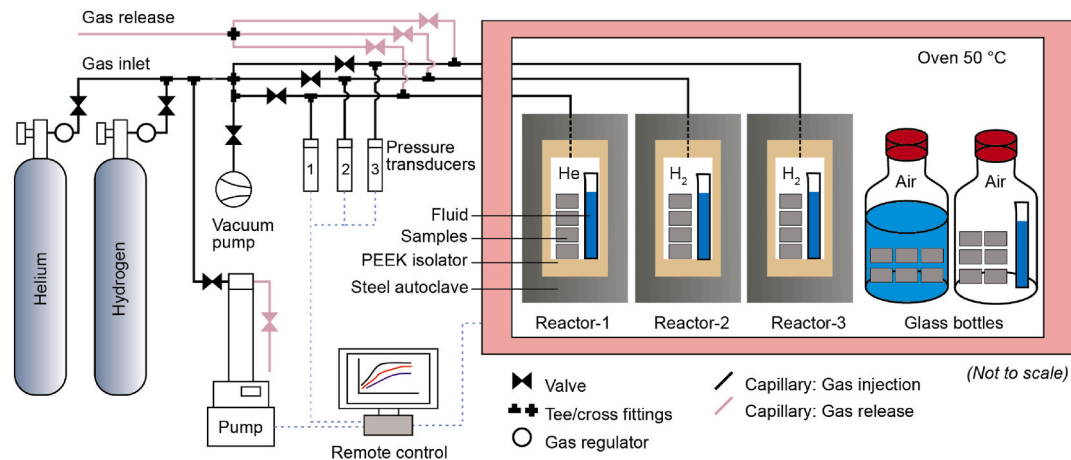 Gas release
Gas inlet
Oven 50 °C
Helium
Hydrogen
1
2
3
Pressure
transducers
Vacuum
pump
He
H2
H2
Air
Air
Fluid
Samples
PEEK isolator
Steel autoclave
Reactor-1
Reactor-2
Reactor-3
Glass bottles
Pump
Remote control
(Not to scale)
Valve
Tee/cross fittings
Gas regulator
Capillary: Gas injection
Capillary: Gas release